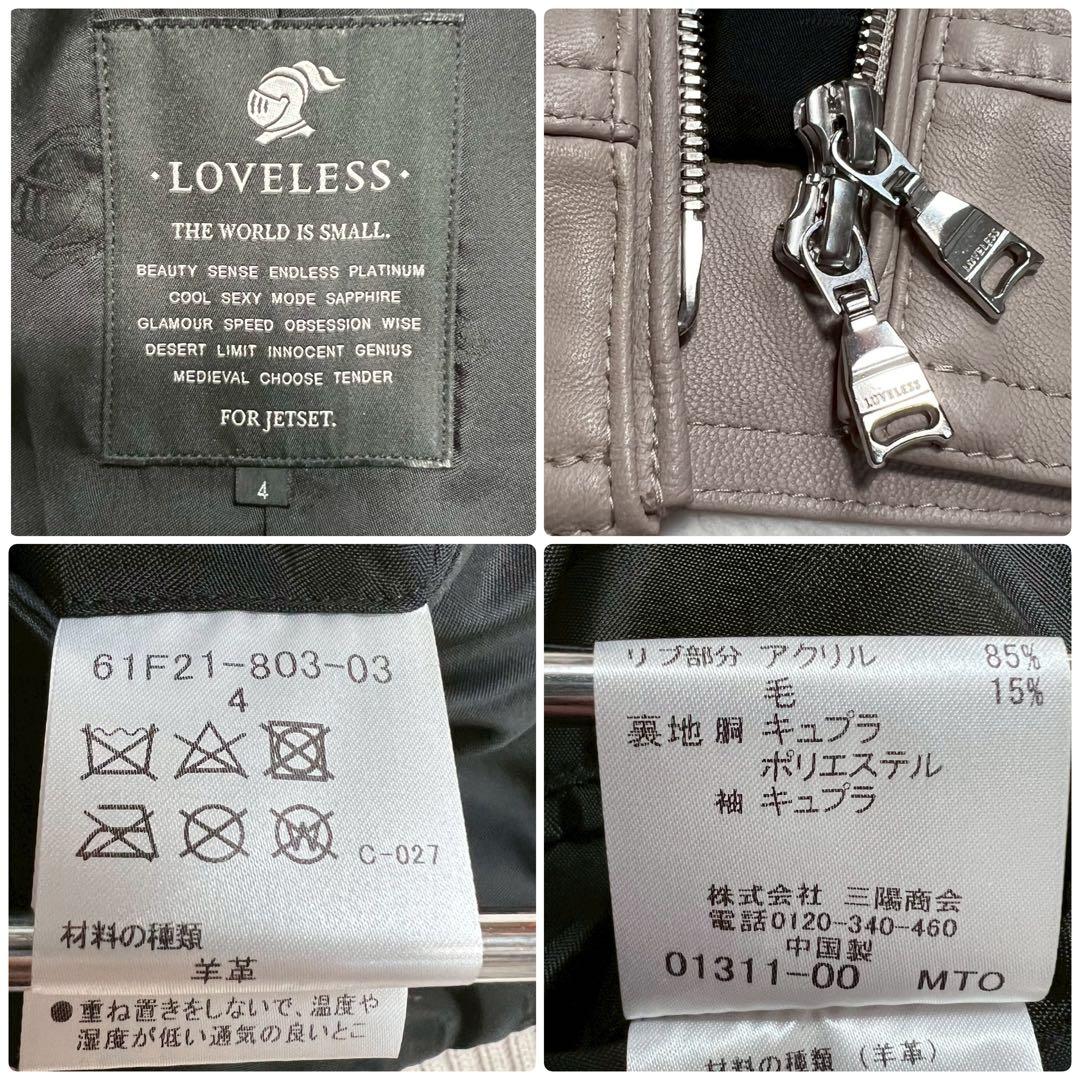 · LOVELESS ·
THE WORLD IS SMALL.
BEAUTY SENSE ENDLESS PLATINUM
COOL SEXY MODE SAPPHIRE
GLAMOUR SPEED OBSESSION WISE
DESERT LIMIT INNOCENT GENIUS
MEDIEVAL CHOOSE TENDER
FOR JETSET.
4
LOVELESS
LOVELESS
61F21-803-03
4
W
C-027
材料の種類
羊革
●重ね置きをしないで、温度や
湿度が低い通気の良いとこ
リブ部分 アクリル 85%
毛 15%
裏地 胴 キュプラ
ポリエステル
袖 キュプラ
株式会社 三陽商会
電話0120-340-460
中国製
01311-00 MTO
材料の種類 (羊革)